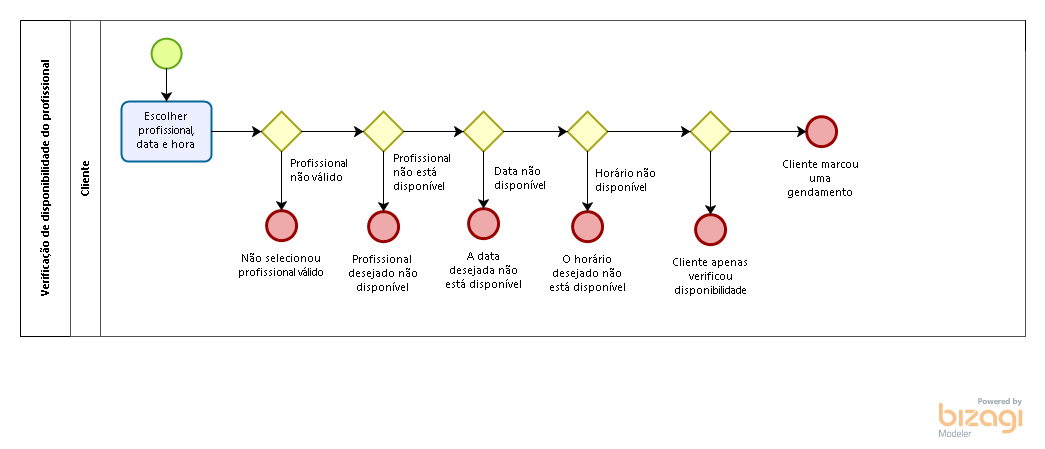 Verificação de disponibilidade do profissional
Cliente
Escolher
profissional,
data e hora
Profissional
não válido
Profissional
não está
disponível
Data não
disponível
Horário não
disponível
Cliente marcou
uma
gendamento
Não selecionou
profissional válido
Profissional
desejado não
disponível
A data
desejada não
está disponível
O horário
desejado não
está disponível
Cliente apenas
verificou
disponibilidade
Powered by
bizagi
Modeler